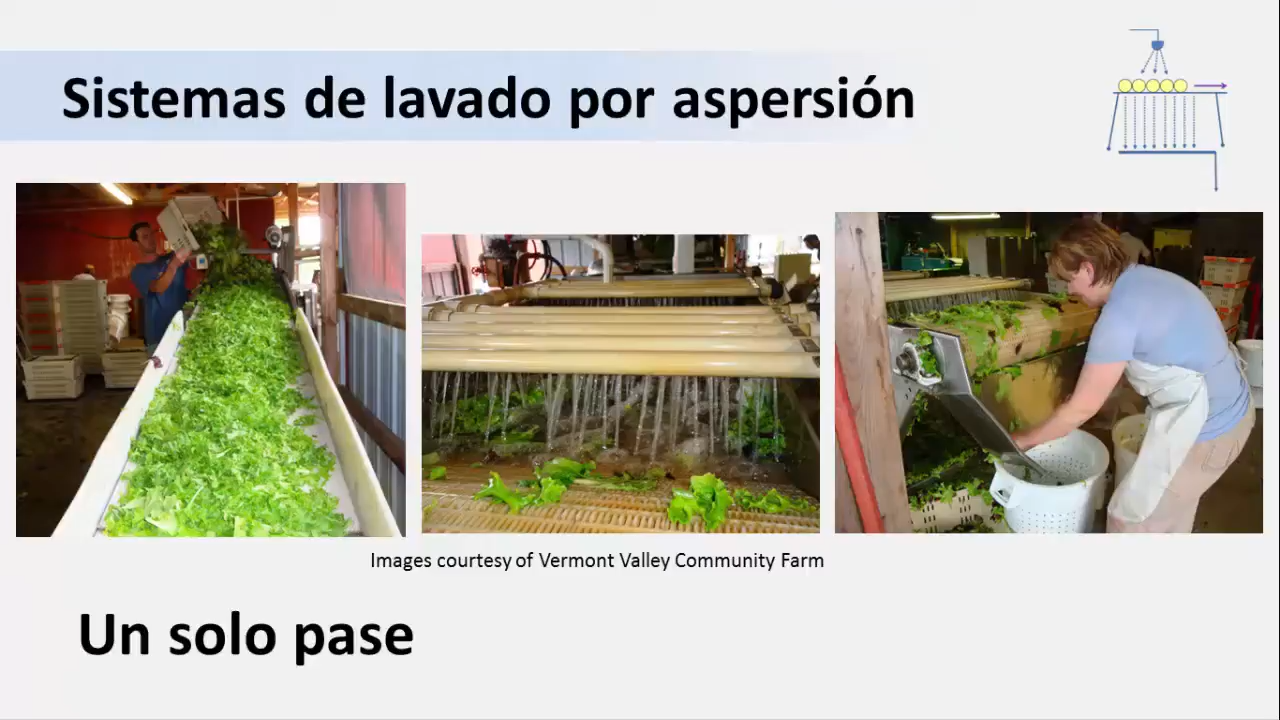 Sistemas de lavado por aspersión
Images courtesy of Vermont Valley Community Farm
Un solo pase